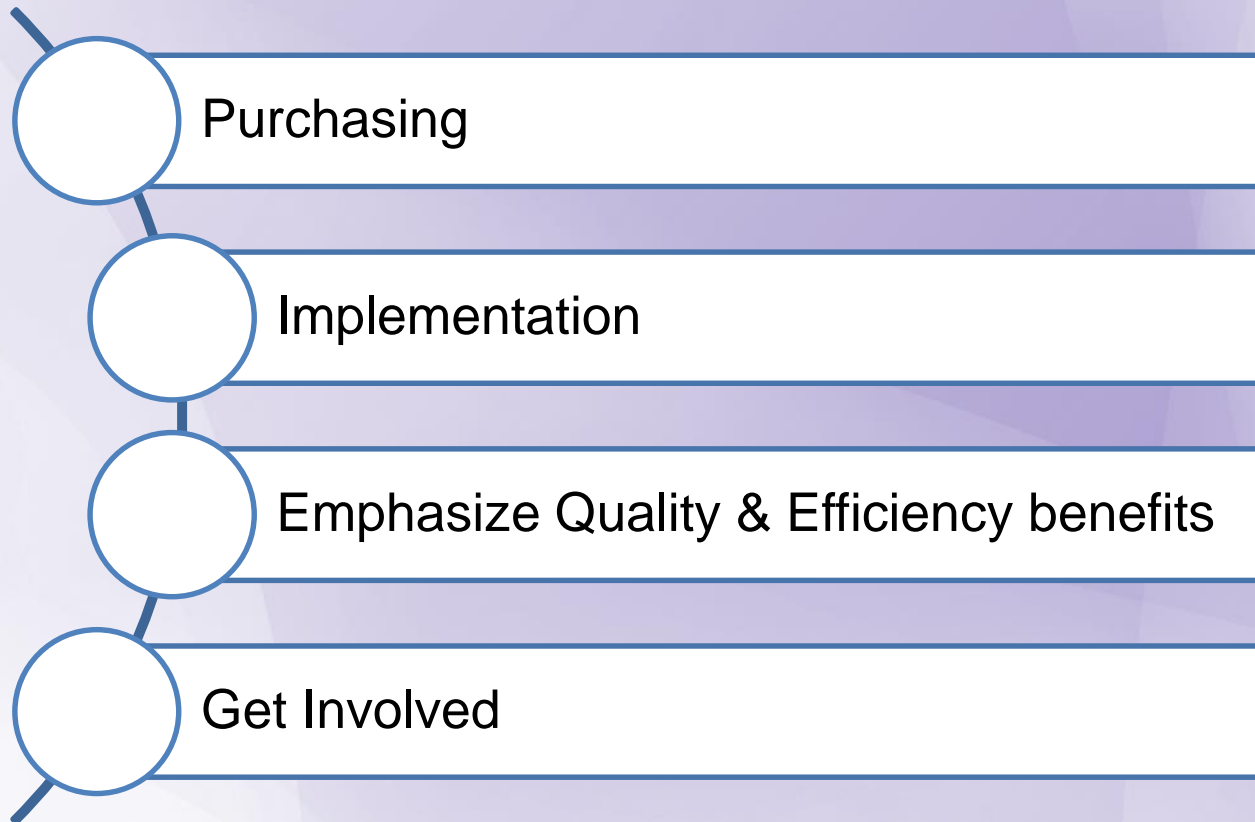 Purchasing
Implementation
Emphasize Quality & Efficiency benefits
Get Involved